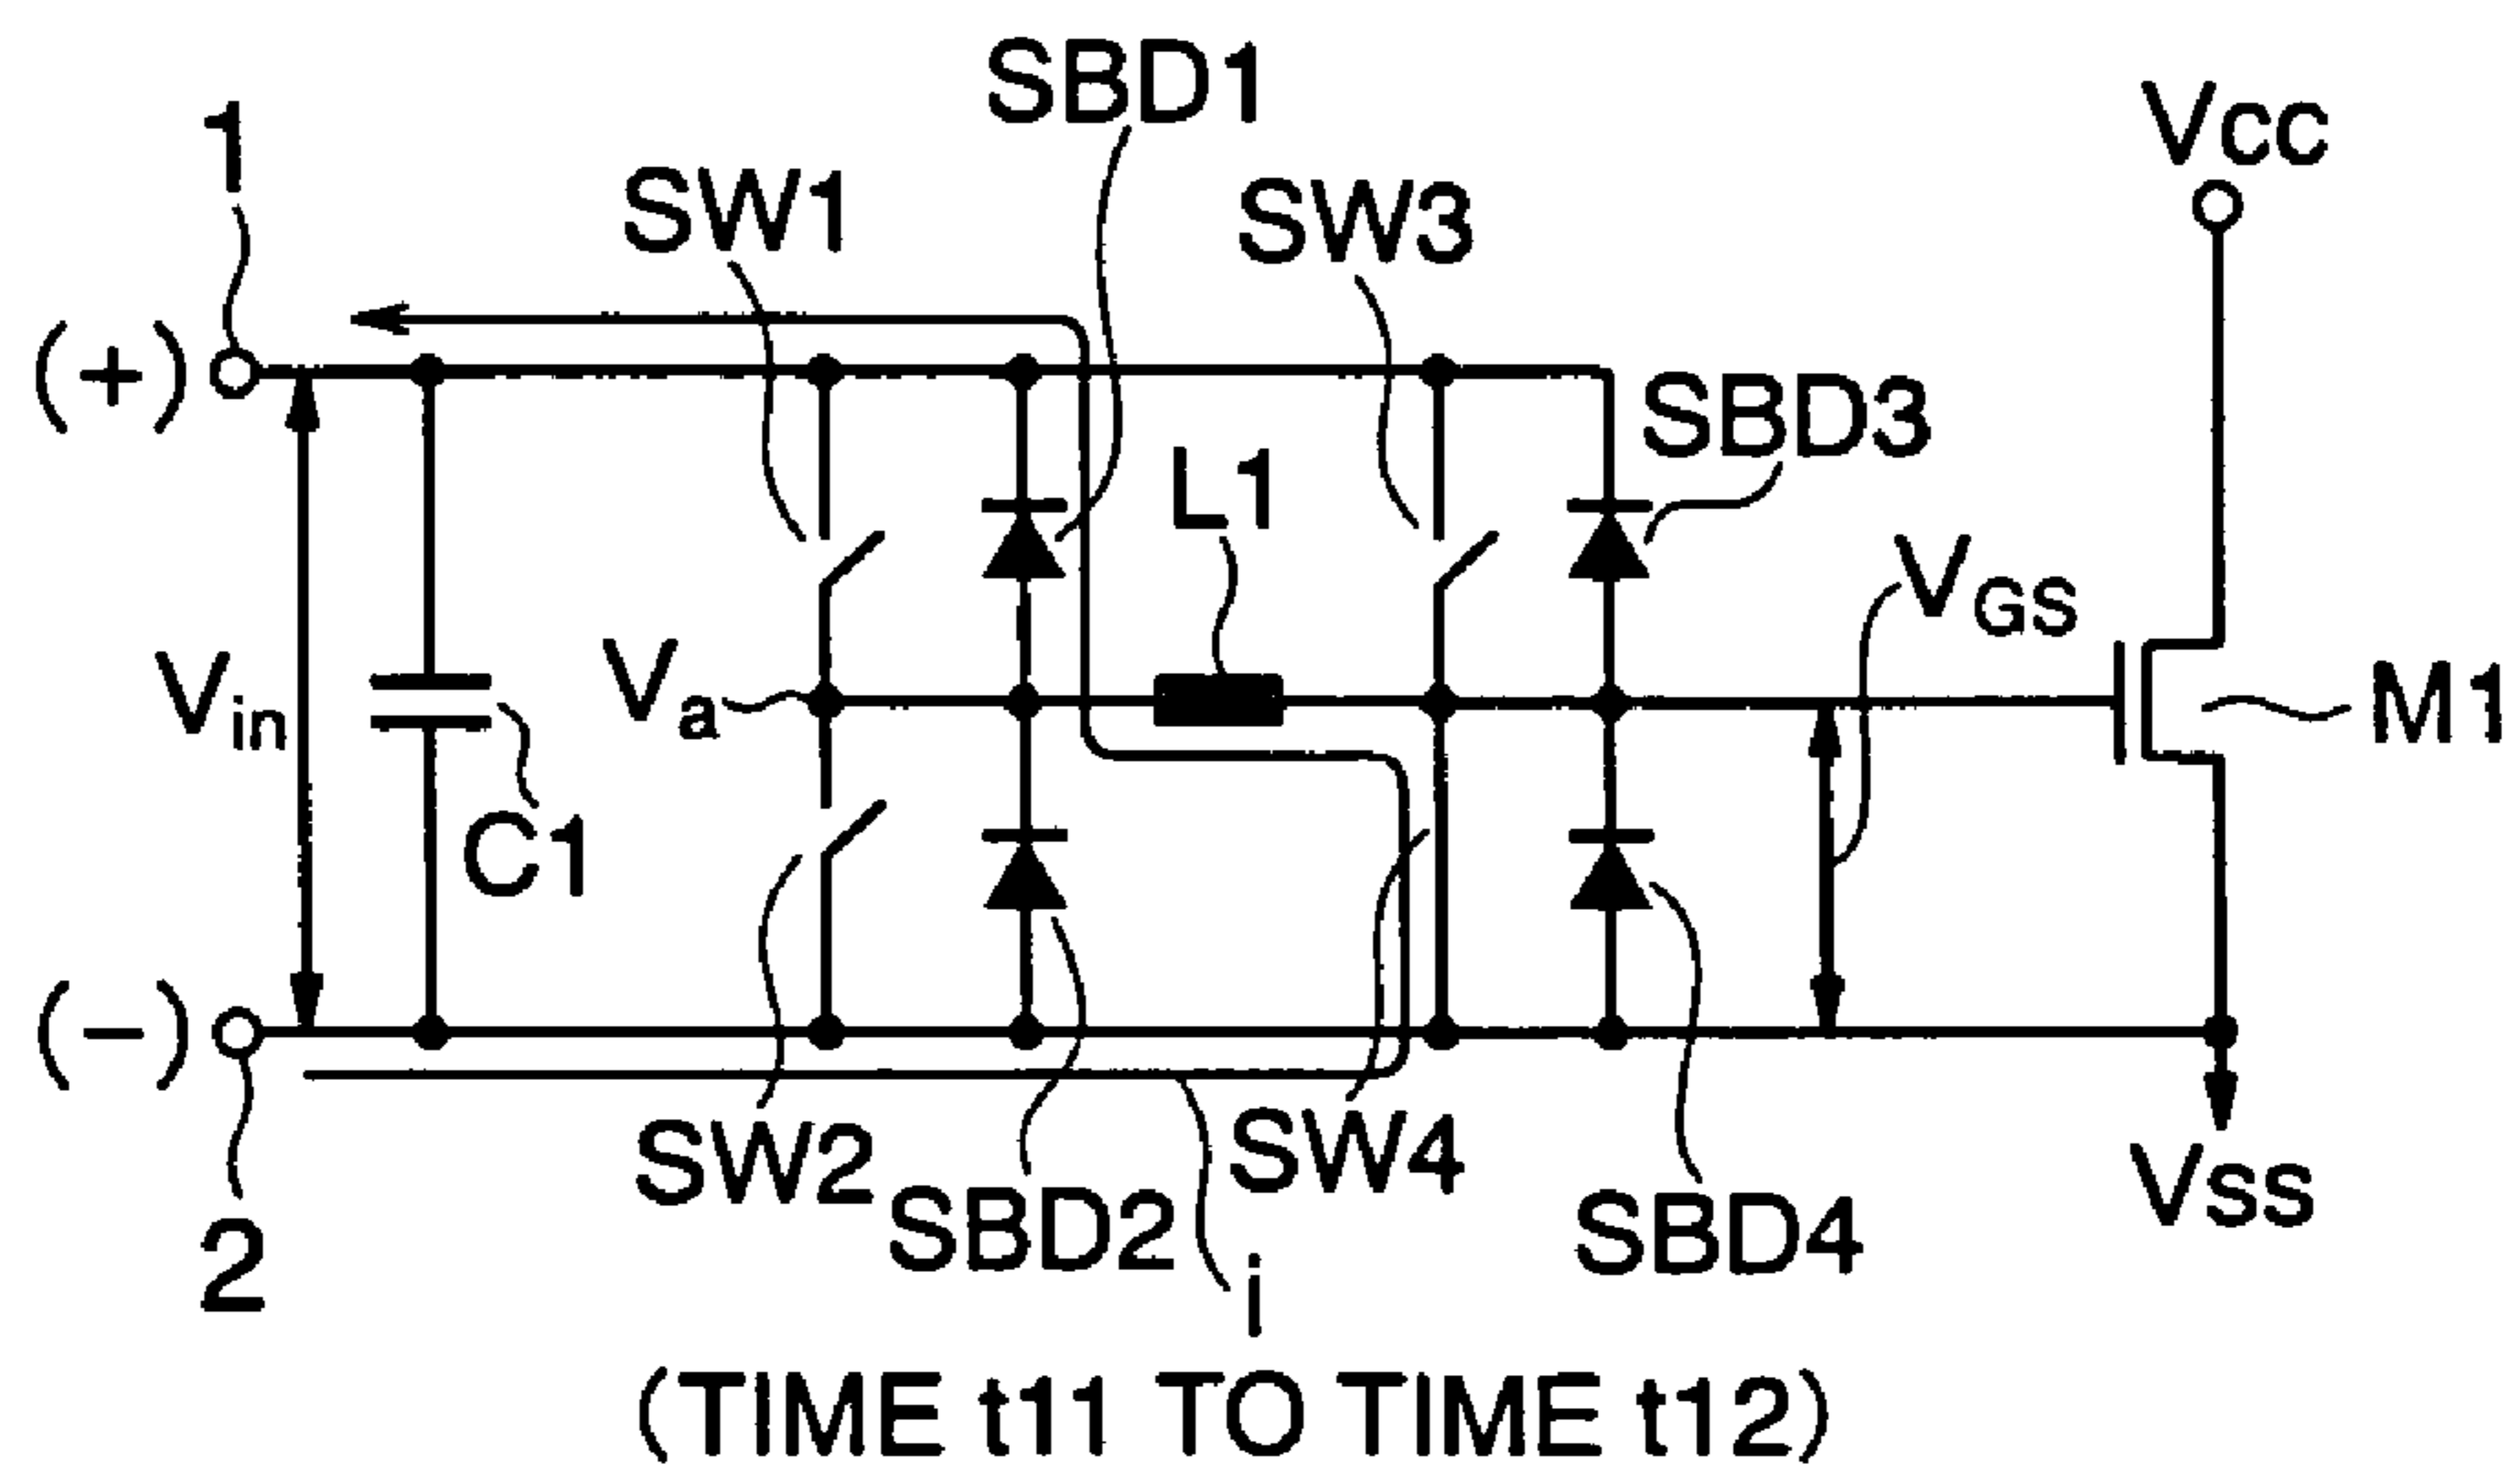 SBD1
1
VCC
SW1
SW3
(+)
SBD3
L1
VGS
Va
Vin
M1
C1
(−)
SW2
SW4
VSS
SBD2
SBD4
2
i
(TIME t11 TO TIME t12)